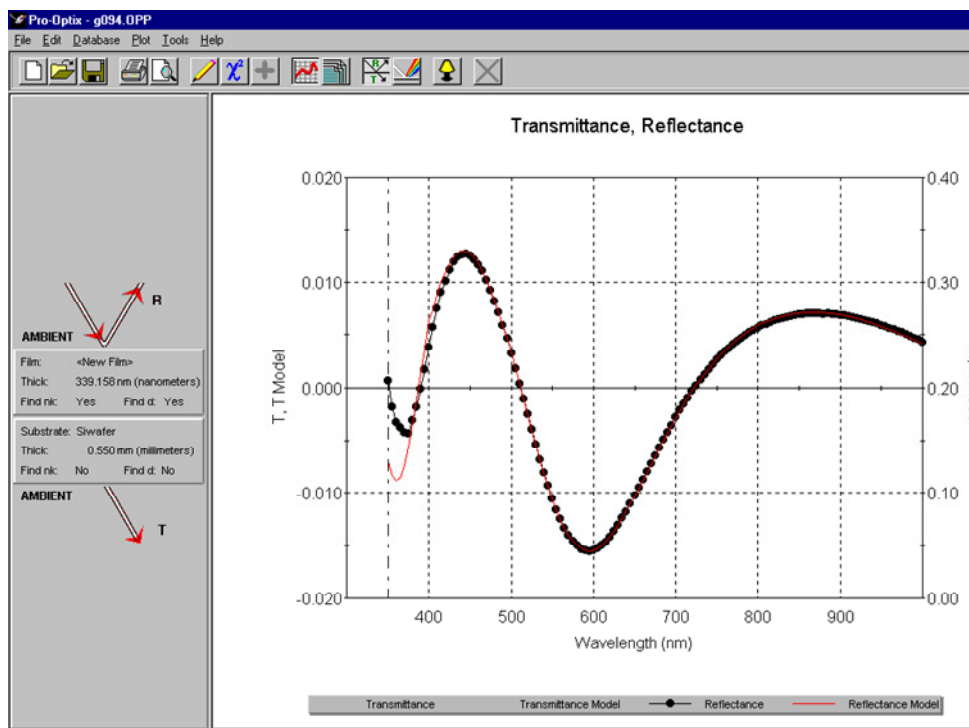 Pro-Optix - g094.OPP
File Edit Database Plot Tools Help
χ²
R
T
Transmittance, Reflectance
R
AMBIENT
Film: <New Film>
Thick: 339.158 nm (nanometers)
Find nk: Yes Find d: Yes
Substrate: Siwafer
Thick: 0.550 mm (millimeters)
Find nk: No Find d: No
AMBIENT
T
0.020
0.010
0.000
-0.010
-0.020
T, T Model
0.40
0.30
0.20
0.10
0.00
400 500 600 700 800 900
Wavelength (nm)
Transmittance Transmittance Model Reflectance Reflectance Model